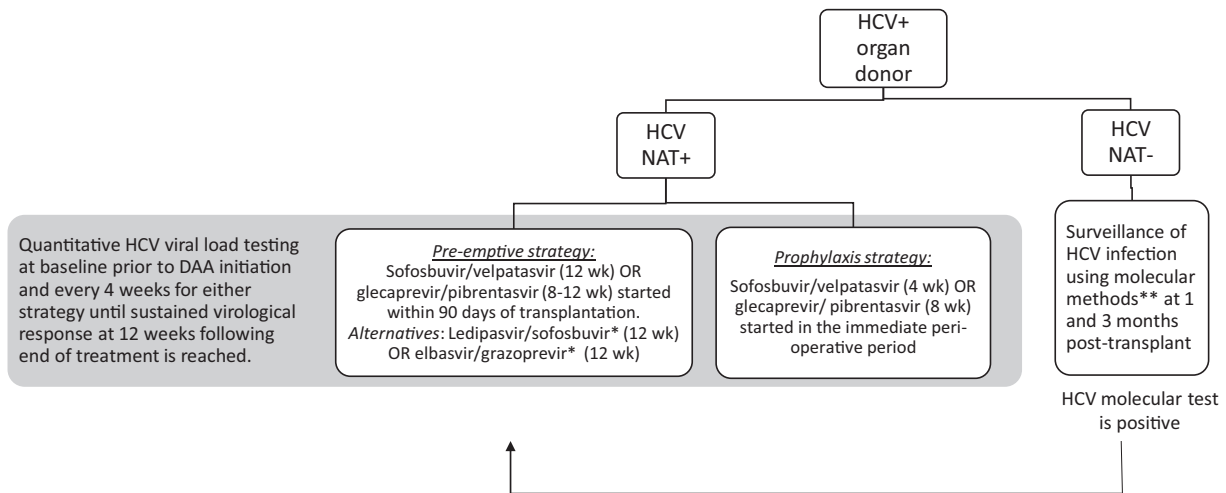 HCV+
organ
donor
HCV
NAT+
HCV
NAT-
Quantitative HCV viral load testing
at baseline prior to DAA initiation
and every 4 weeks for either
strategy until sustained virological
response at 12 weeks following
end of treatment is reached.
Pre-emptive strategy:
Sofosbuvir/velpatasvir (12 wk) OR
glecaprevir/pibrentasvir (8-12 wk) started
within 90 days of transplantation.
Alternatives: Ledipasvir/sofosbuvir* (12 wk)
OR elbasvir/grazoprevir* (12 wk)
Prophylaxis strategy:
Sofosbuvir/velpatasvir (4 wk) OR
glecaprevir/ pibrentasvir (8 wk)
started in the immediate peri-
operative period
Surveillance of
HCV infection
using molecular
methods** at 1
and 3 months
post-transplant
HCV molecular test
is positive